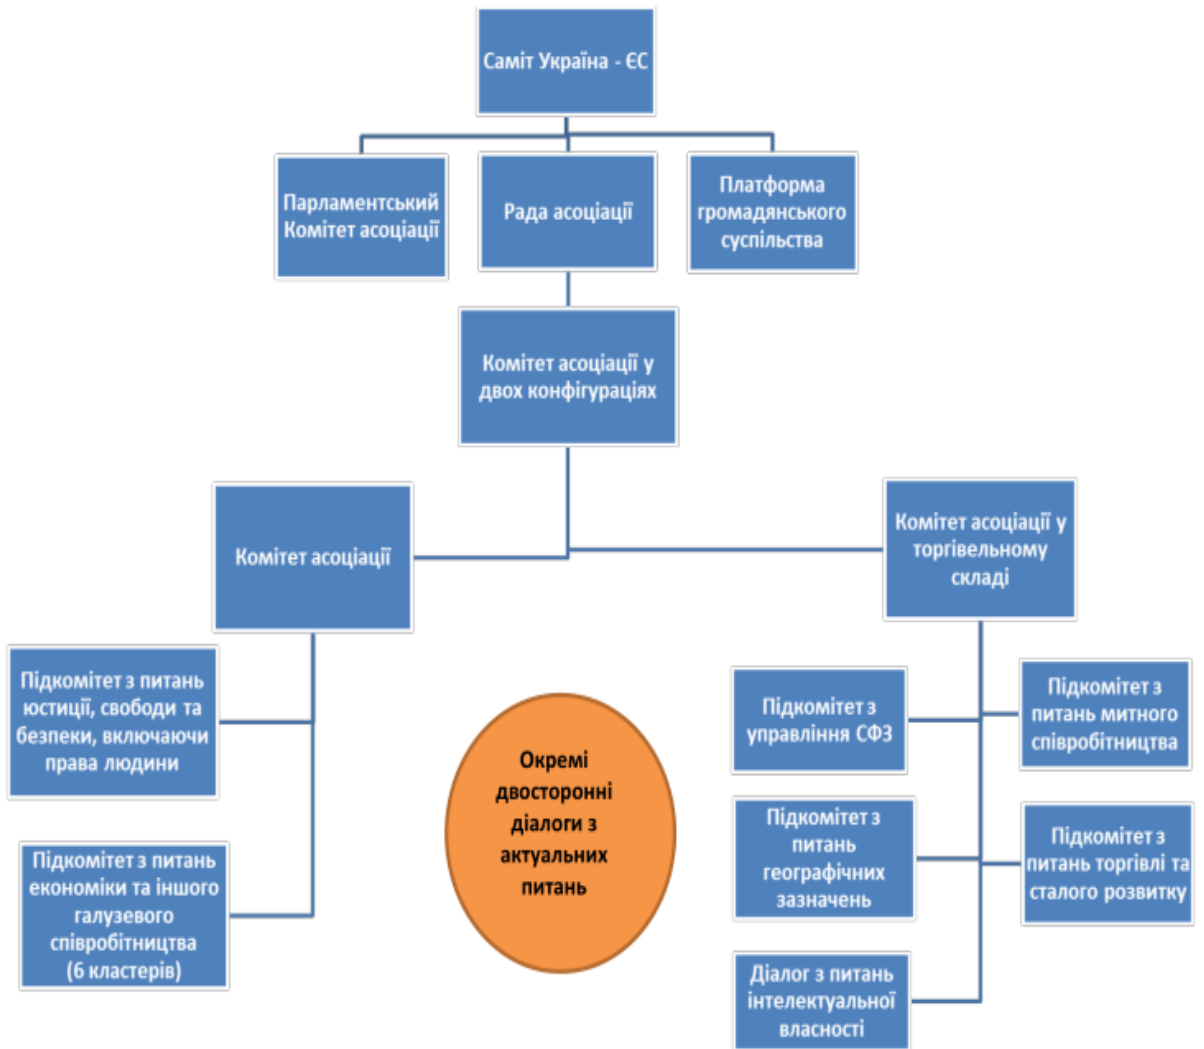 Саміт Україна - ЄС
Парламентський
Комітет асоціації
Рада асоціації
Платформа
громадянського
суспільства
Комітет асоціації у
двох конфігураціях
Комітет асоціації
Комітет асоціації у
торгівельному
складі
Підкомітет з питань
юстиції, свободи та
безпеки, включаючи
права людини
Підкомітет з питань
економіки та іншого
галузевого
співробітництва
(6 кластерів)
Окремі
двосторонні
діалоги з
актуальних
питань
Підкомітет з
управління СФЗ
Підкомітет з
питань митного
співробітництва
Підкомітет з
питань
географічних
зазначень
Підкомітет з
питань торгівлі та
сталого розвитку
Діалог з питань
інтелектуальної
власності